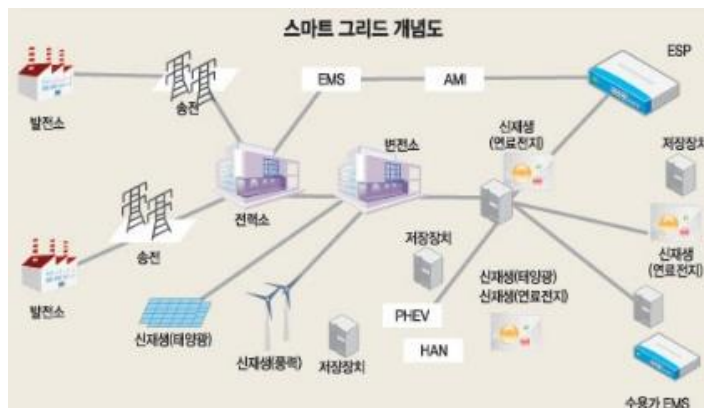 스마트 그리드 개념도
ESP
EMS
AMI
발전소
송전
신재생
(연료전지)
변전소
저장장치
전력소
저장장치
송전
신재생
(연료전지)
신재생(태양광)
신재생(연료전지)
발전소
PHEV
신재생(태양광)
신재생(풍력)
저장장치
HAN
수용가 EMS